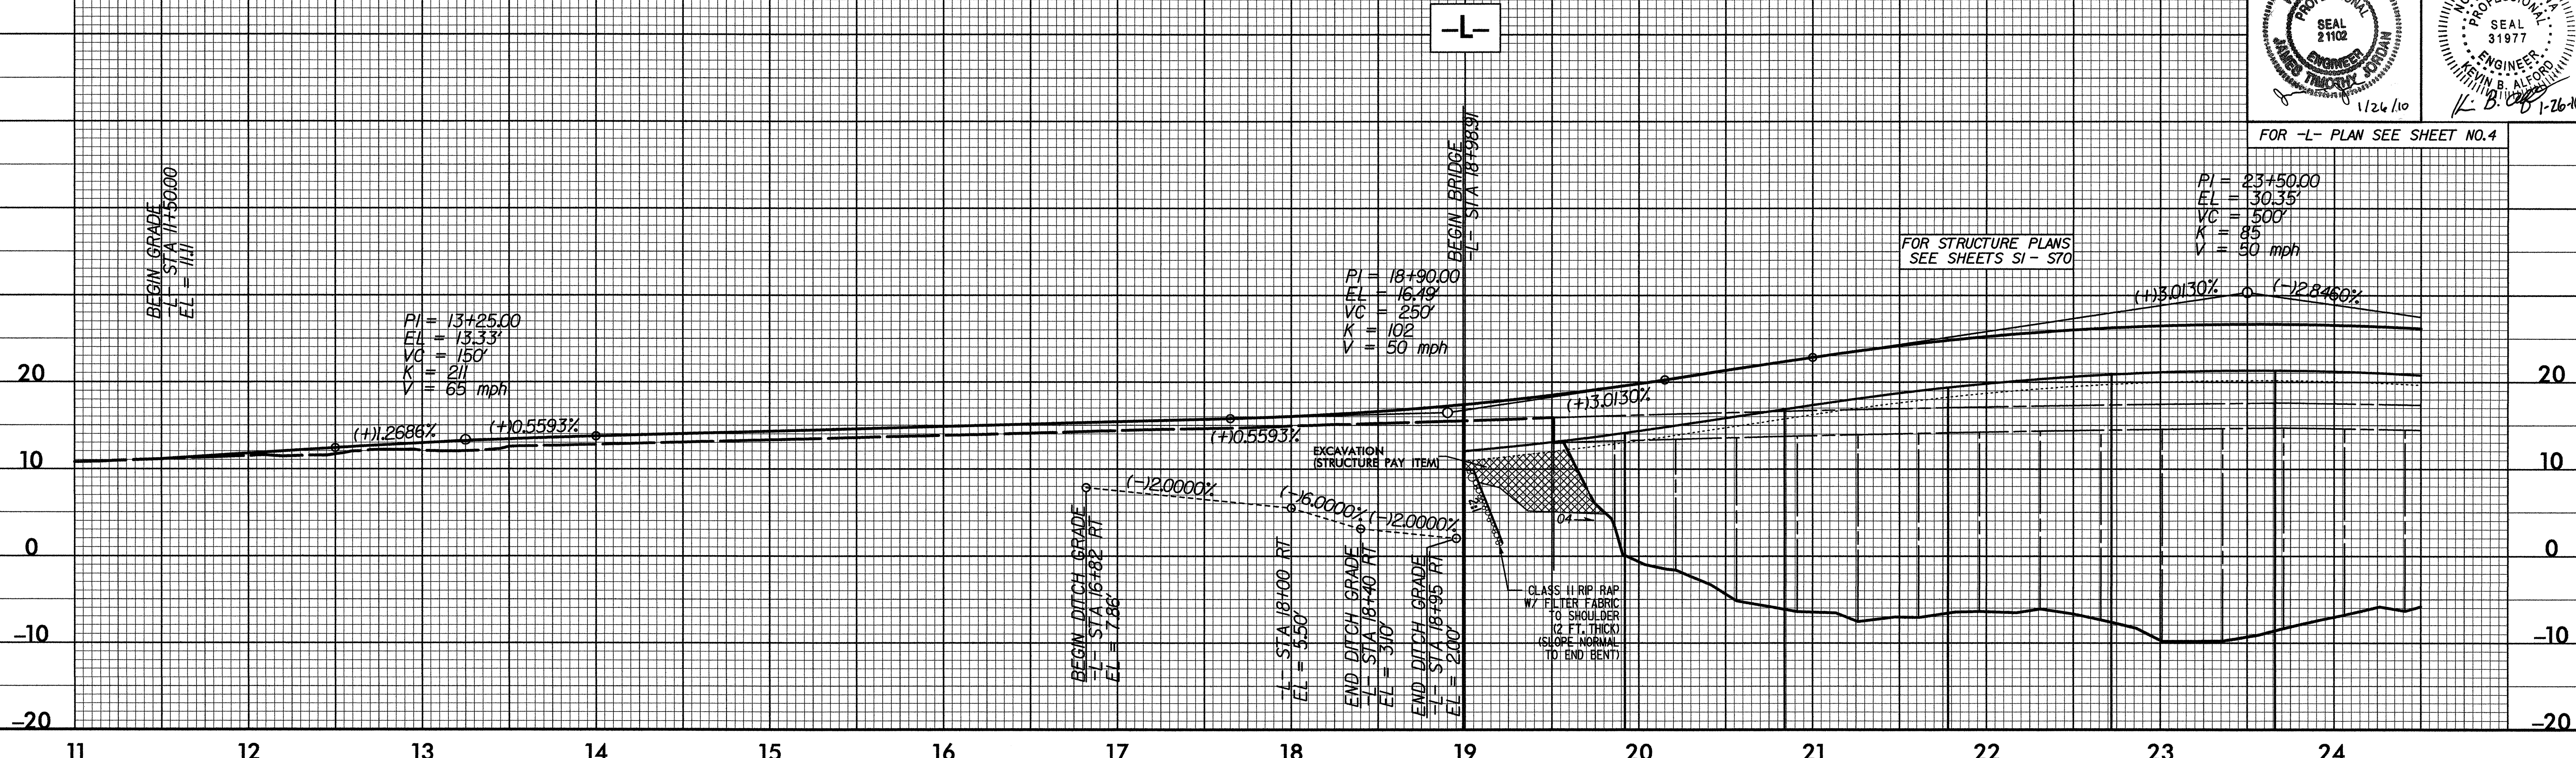 -L-
PROFESSIONAL
SEAL
21102
ENGINEER
JAMES TIMOTHY JORDAN
1/26/10
PROFESSIONAL
SEAL
31977
ENGINEER
KEVIN B. ALFORD
FOR -L- PLAN SEE SHEET NO.4
BEGIN GRADE
-L- STA 11+50.00
EL = 11.11
PI = 13+25.00
EL = 13.33'
VC = 150'
K = 211
V = 65 mph
BEGIN BRIDGE
-L- STA 18+98.91
PI = 18+90.00
EL = 16.49'
VC = 250'
K = 102
V = 50 mph
FOR STRUCTURE PLANS
SEE SHEETS S1 - S70
PI = 23+50.00
EL = 30.35'
VC = 500'
K = 85
V = 50 mph
(+)3.0130%
(-)2.8460%
(+)1.2686%
(+)0.5593%
(+)0.5593%
(+)3.0130%
EXCAVATION
(STRUCTURE PAY ITEM)
(-)2.0000%
(-)6.0000%
(-)2.0000%
BEGIN DITCH GRADE
-L- STA 16+82 RT
EL = 7.86'
-L- STA 18+00 RT
EL = 5.50'
END DITCH GRADE
-L- STA 18+40 RT
EL = 3.10'
END DITCH GRADE
-L- STA 18+95 RT
EL = 2.00'
CLASS II RIP RAP
W/ FILTER FABRIC
TO SHOULDER
(2 FT. THICK)
(SLOPE NORMAL
TO END BENT)
20
10
0
-10
-20
20
10
0
-10
-20
11 12 13 14 15 16 17 18 19 20 21 22 23 24